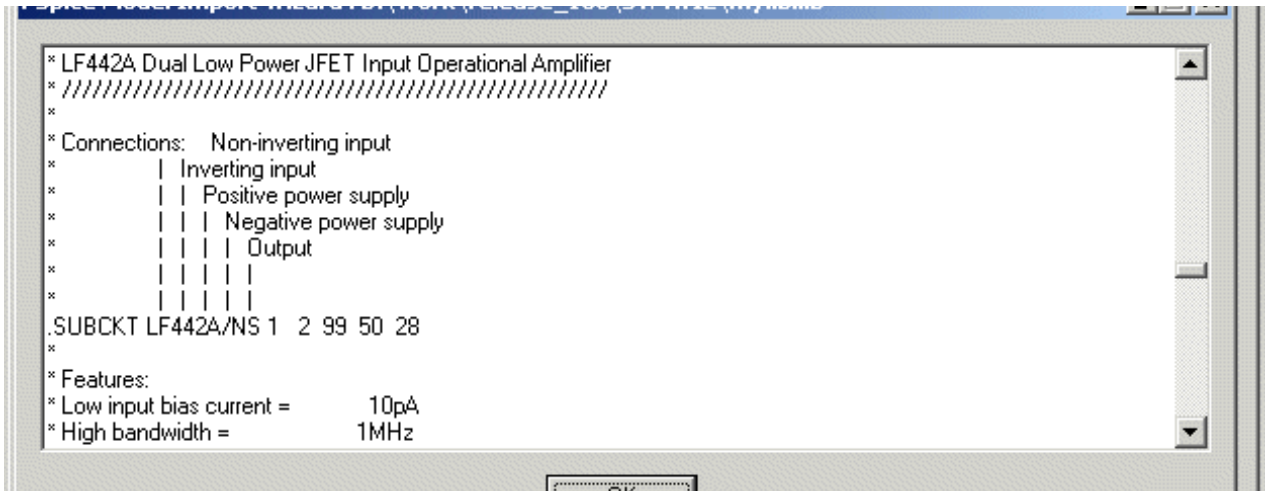 * LF442A Dual Low Power JFET Input Operational Amplifier
* //////////////////////////////////////////////////////
*
* Connections: Non-inverting input
* | Inverting input
* | | Positive power supply
* | | | Negative power supply
* | | | | Output
* | | | | |
* | | | | |
.SUBCKT LF442A/NS 1 2 99 50 28
*
* Features:
* Low input bias current = 10pA
* High bandwidth = 1MHz
OK